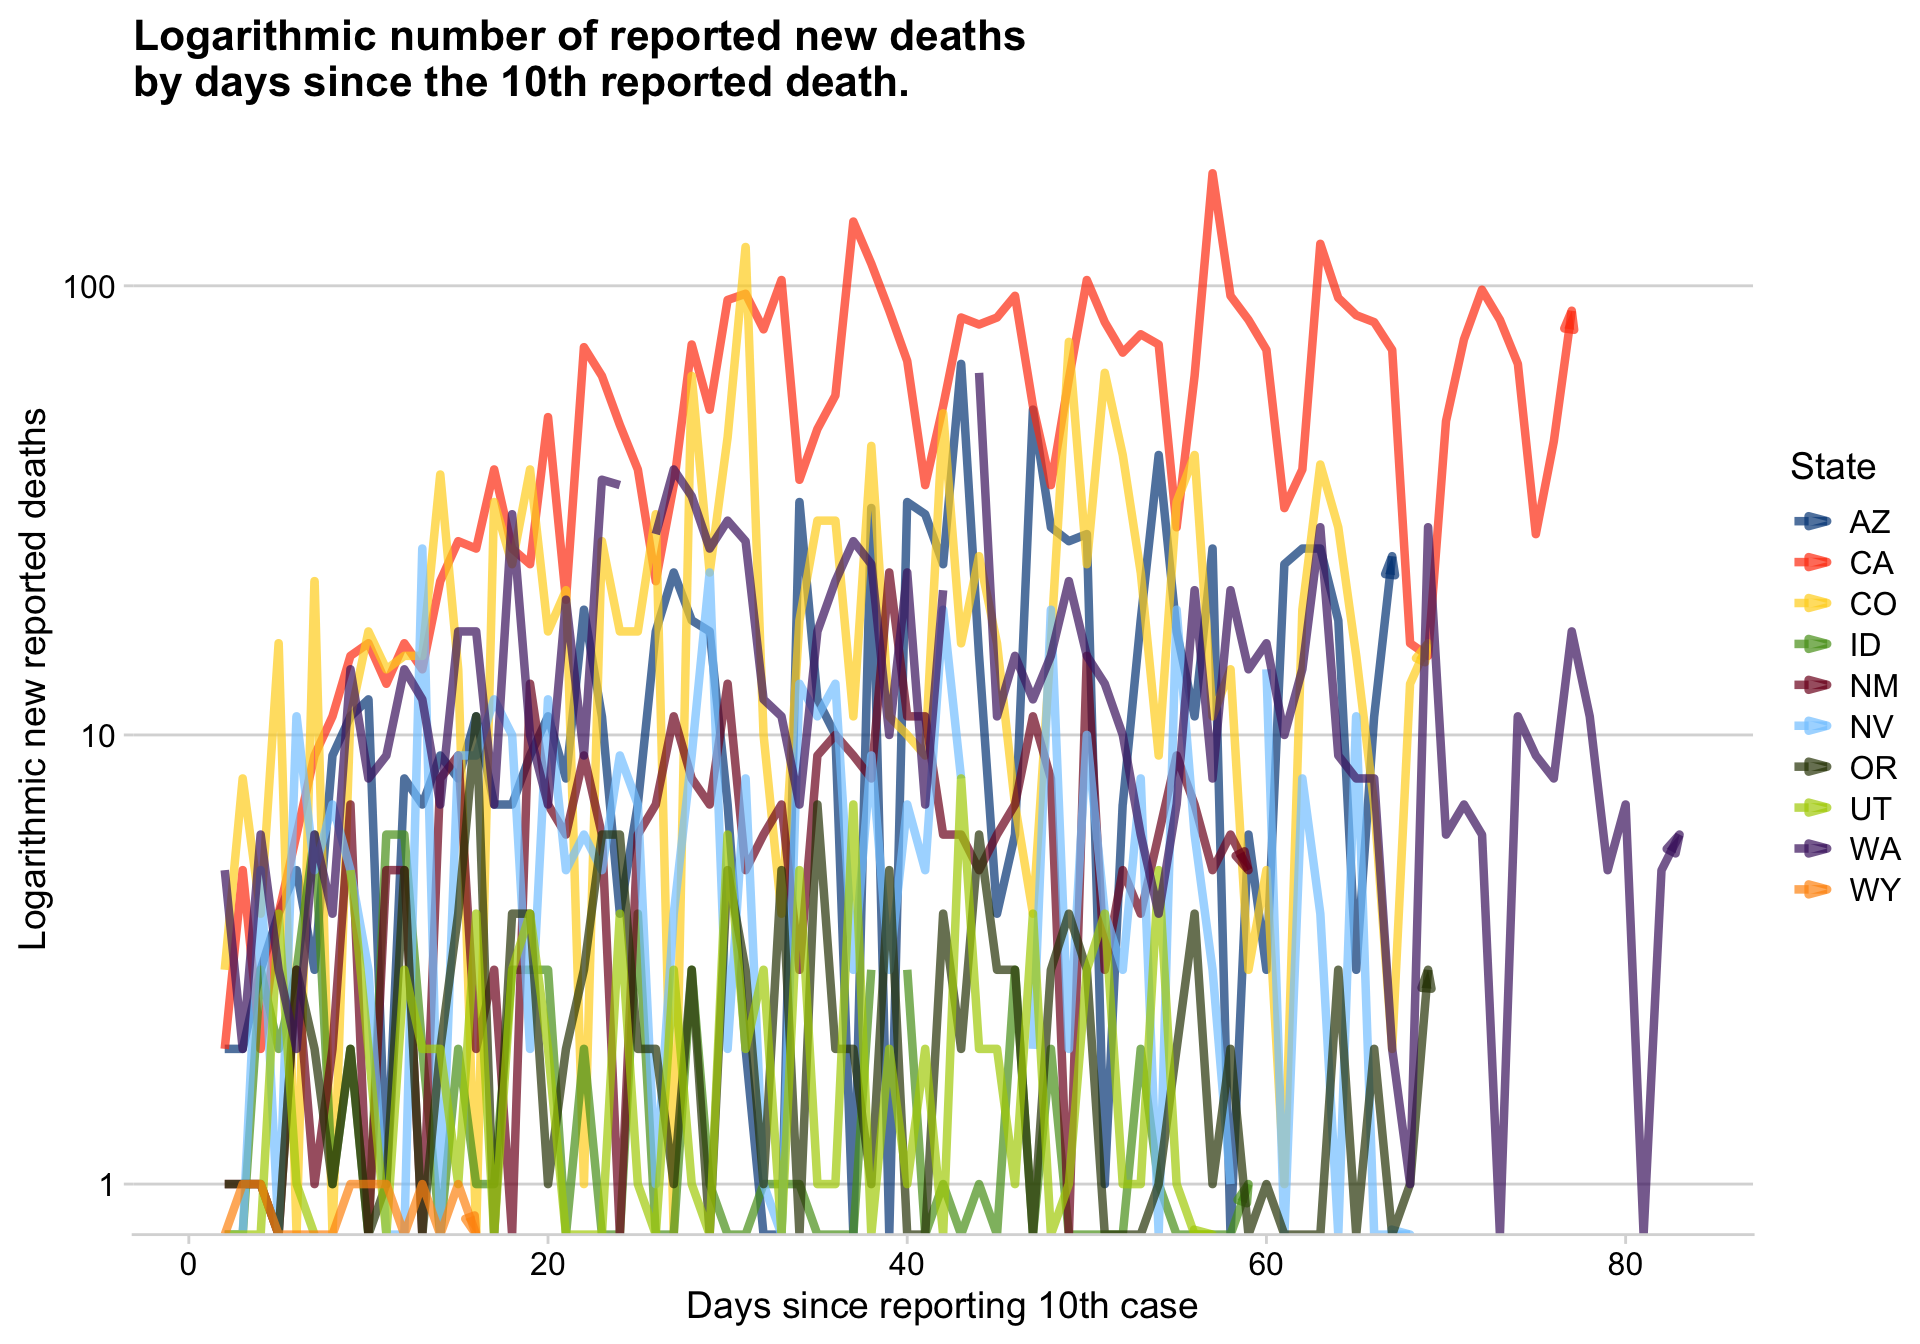 Logarithmic number of reported new deaths
by days since the 10th reported death.
Logarithmic new reported deaths
100
10
1
0
20
40
60
80
Days since reporting 10th case
State
AZ
CA
CO
ID
NM
NV
OR
UT
WA
WY